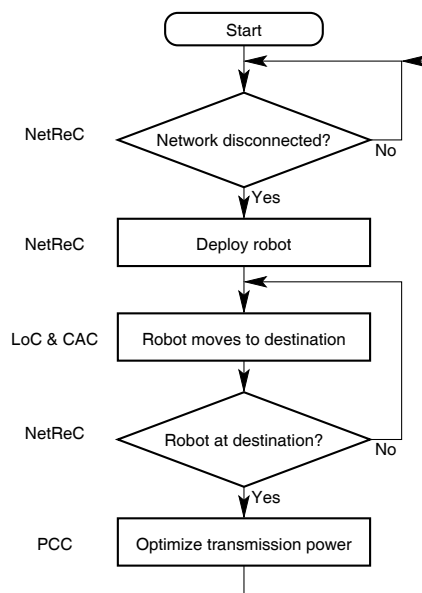 Start
NetReC
Network disconnected?
No
Yes
NetReC
Deploy robot
LoC & CAC
Robot moves to destination
NetReC
Robot at destination?
No
Yes
PCC
Optimize transmission power